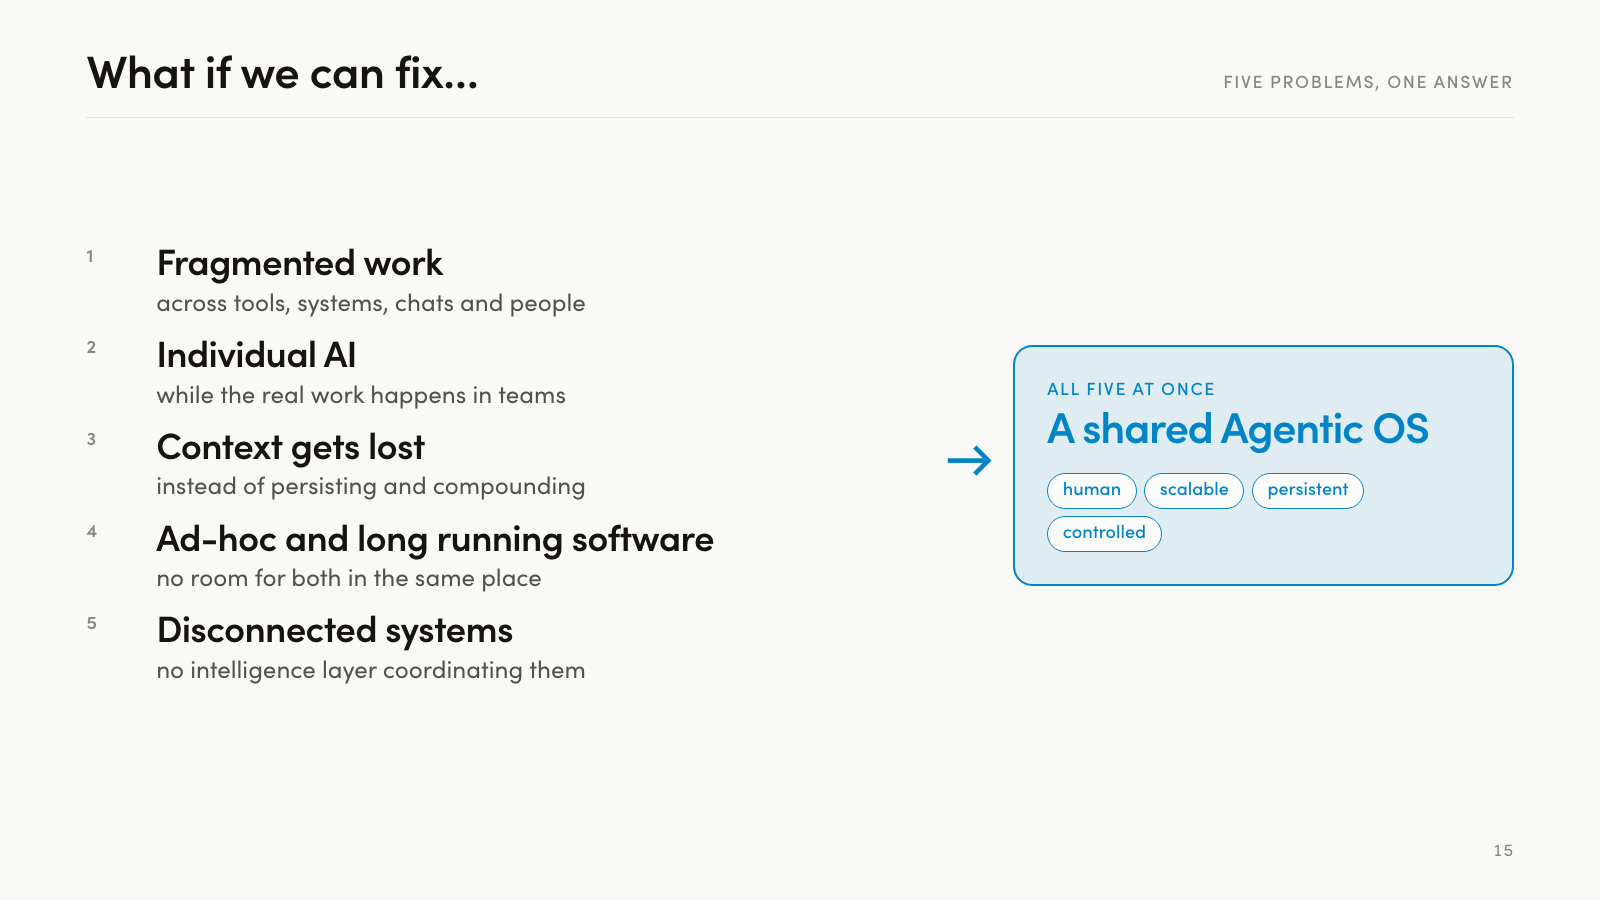 What if we can fix...
FIVE PROBLEMS, ONE ANSWER
1
Fragmented work
across tools, systems, chats and people
2
Individual AI
while the real work happens in teams
3
Context gets lost
instead of persisting and compounding
4
Ad-hoc and long running software
no room for both in the same place
5
Disconnected systems
no intelligence layer coordinating them
→
ALL FIVE AT ONCE
A shared Agentic OS
human scalable persistent
controlled
15